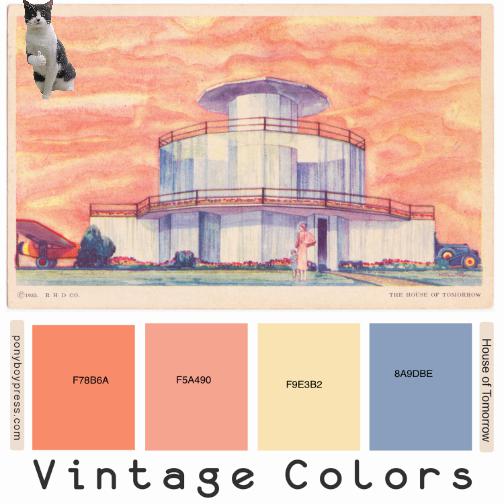 ©1933. R H D CO.
THE HOUSE OF TOMORROW
ponyboypress.com
F78B6A
F5A490
F9E3B2
8A9DBE
House of Tomorrow
Vintage Colors